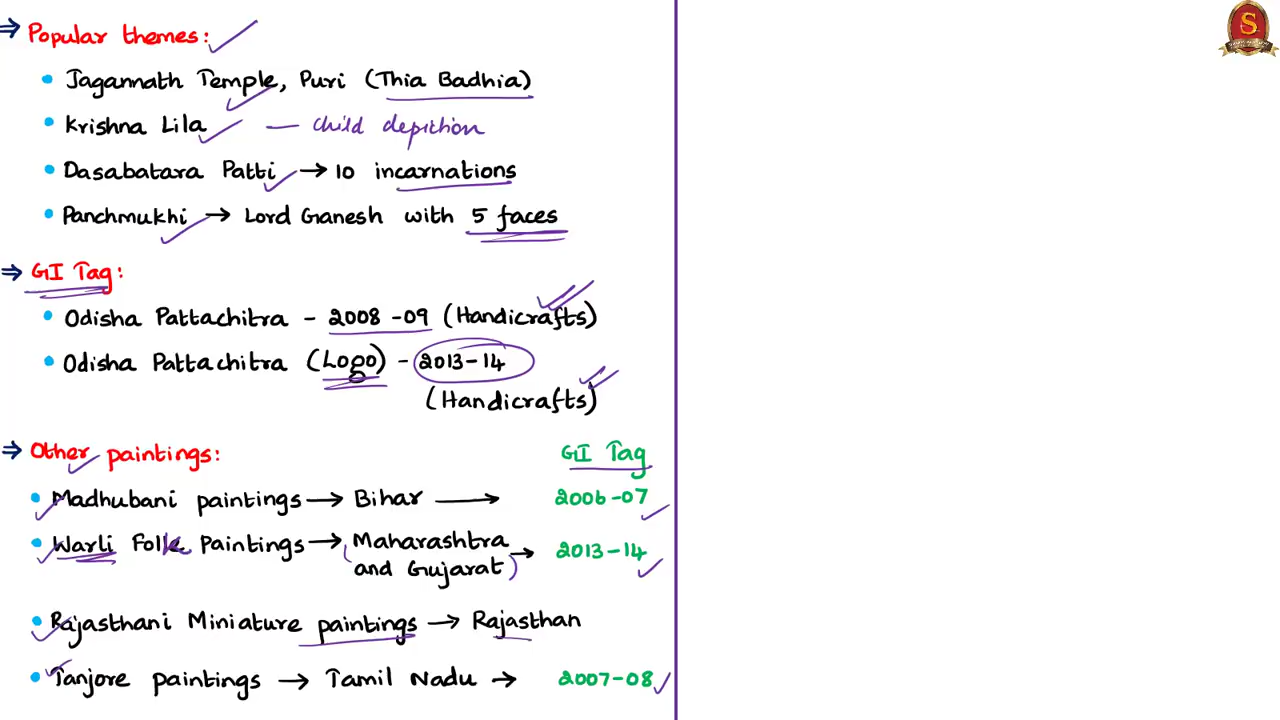 ⇒ Popular themes:
• Jagannath Temple, Puri (Thia Badhia)
• Krishna Lila — child depiction
• Dasabatara Patti → 10 incarnations
• Panchmukhi → Lord Ganesh with 5 faces
⇒ GI Tag:
• Odisha Pattachitra - 2008-09 (Handicrafts)
• Odisha Pattachitra (Logo) - 2013-14
(Handicrafts)
⇒ Other paintings: GI Tag
• Madhubani paintings → Bihar → 2006-07
• Warli Folk Paintings → Maharashtra
and Gujarat → 2013-14
• Rajasthani Miniature paintings → Rajasthan
• Tanjore paintings → Tamil Nadu → 2007-08
S